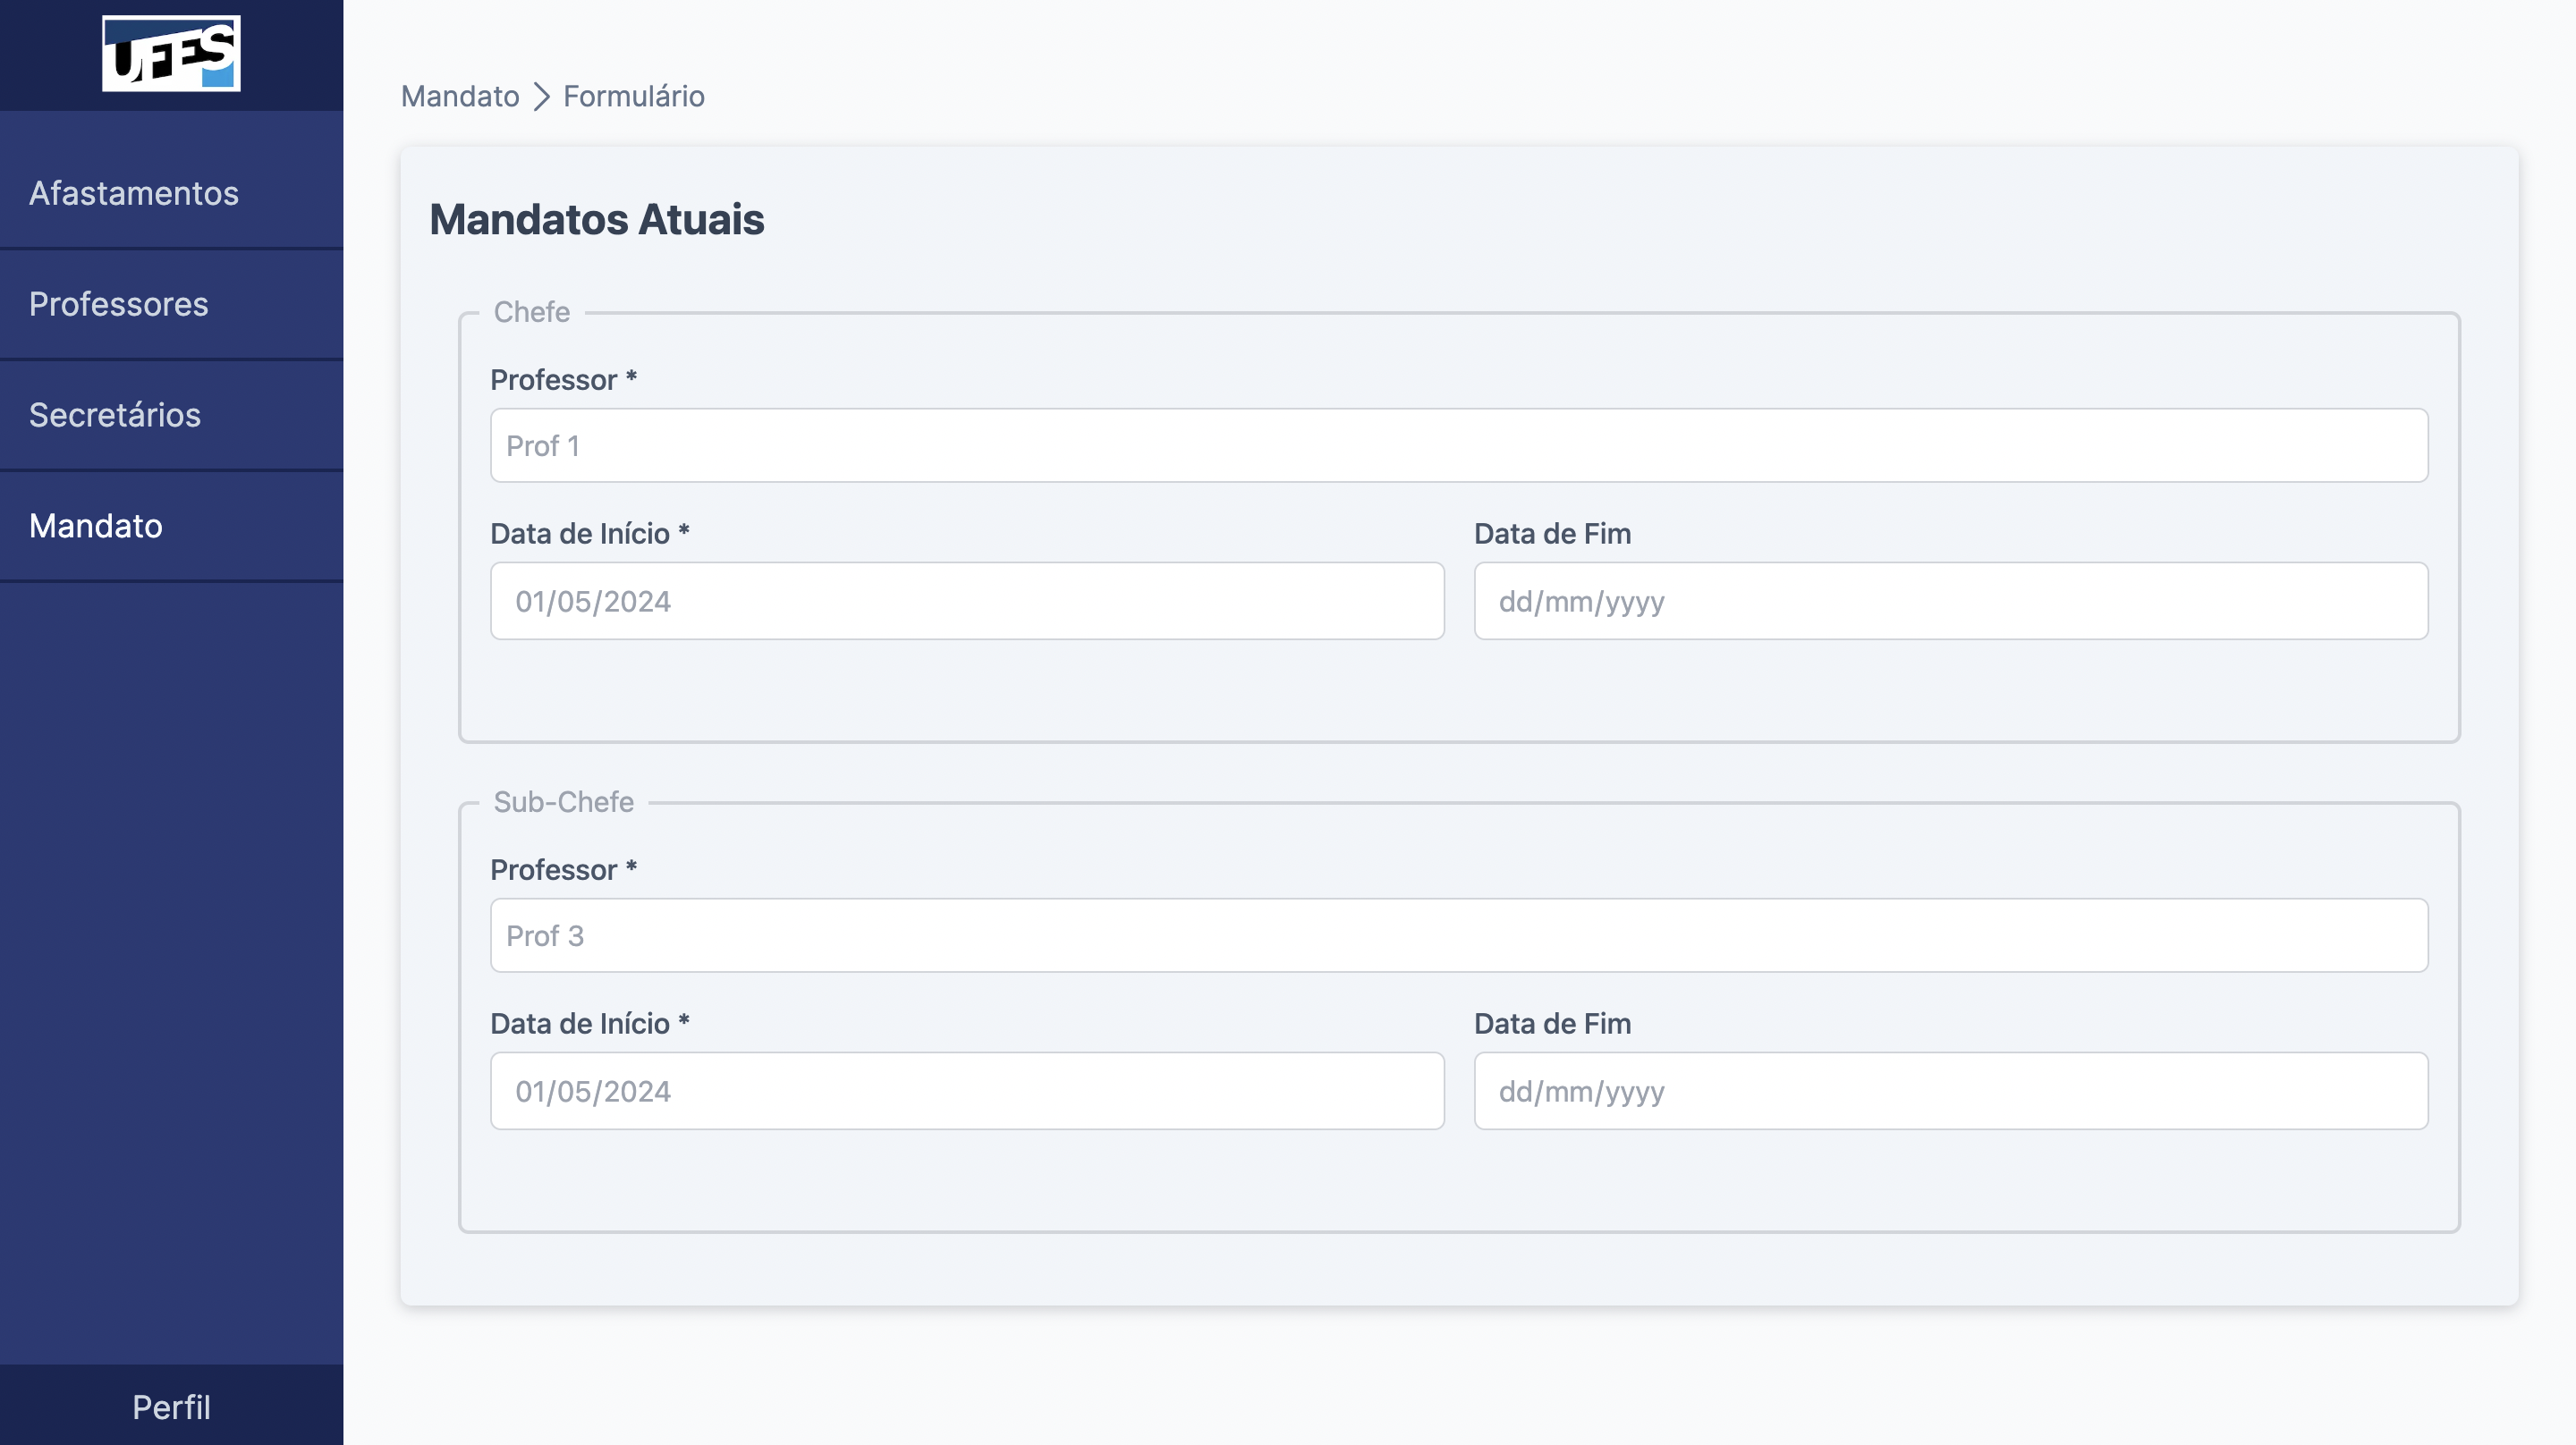 UFES
Mandato > Formulário
Afastamentos
Professores
Secretários
Mandato
Perfil
Mandatos Atuais
Chefe
Professor *
Prof 1
Data de Início * Data de Fim
01/05/2024 dd/mm/yyyy
Sub-Chefe
Professor *
Prof 3
Data de Início * Data de Fim
01/05/2024 dd/mm/yyyy